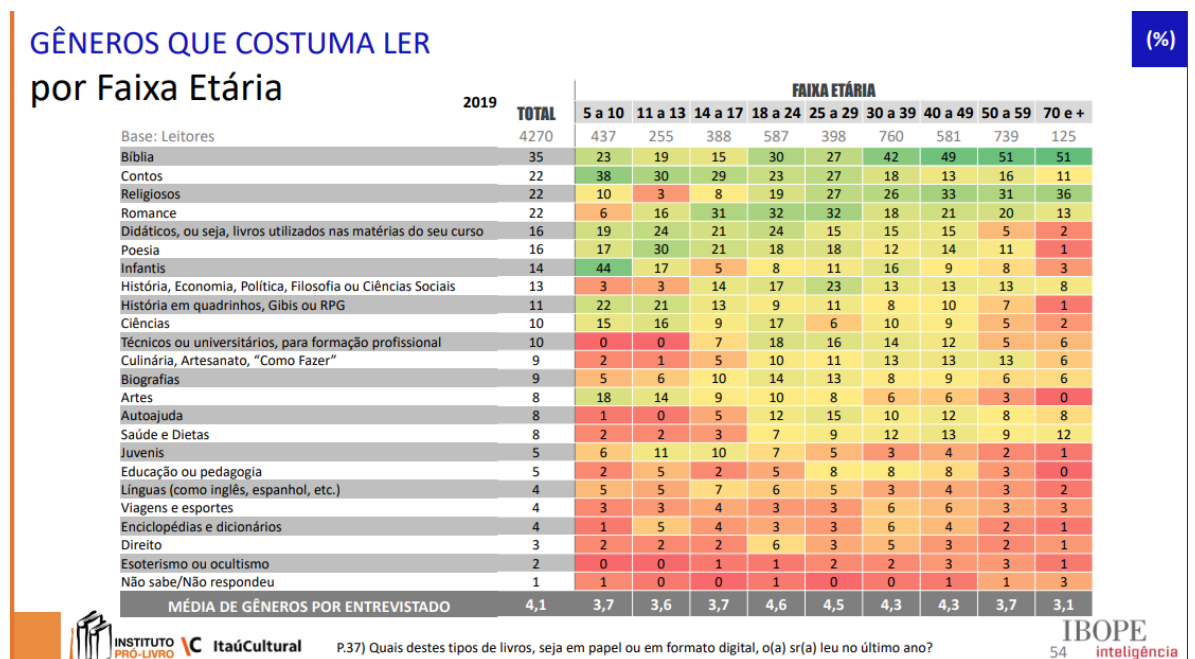 GÊNEROS QUE COSTUMA LER
(%)
por Faixa Etária
2019
TOTAL
FAIXA ETÁRIA
5 a 10 11 a 13 14 a 17 18 a 24 25 a 29 30 a 39 40 a 49 50 a 59 70 e +
Base: Leitores 4270 437 255 388 587 398 760 581 739 125
Bíblia 35 23 19 15 30 27 42 49 51 51
Contos 22 38 30 29 23 27 18 13 16 11
Religiosos 22 10 3 8 19 27 26 33 31 36
Romance 22 6 16 31 32 32 18 21 20 13
Didáticos, ou seja, livros utilizados nas matérias do seu curso 16 19 24 21 24 15 15 15 5 2
Poesia 16 17 30 21 18 18 12 14 11 1
Infantis 14 44 17 5 8 11 16 9 8 3
História, Economia, Política, Filosofia ou Ciências Sociais 13 3 3 14 17 23 13 13 13 8
História em quadrinhos, Gibis ou RPG 11 22 21 13 9 11 8 10 7 1
Ciências 10 15 16 9 17 6 10 9 5 2
Técnicos ou universitários, para formação profissional 10 0 0 7 18 16 14 12 5 6
Culinária, Artesanato, “Como Fazer” 9 2 1 5 10 11 13 13 13 6
Biografias 9 5 6 10 14 13 8 9 6 6
Artes 8 18 14 9 10 8 6 6 3 0
Autoajuda 8 1 0 5 12 15 10 12 8 8
Saúde e Dietas 8 2 2 3 7 9 12 13 9 12
Juvenis 5 6 11 10 7 5 3 4 2 1
Educação ou pedagogia 5 2 5 2 5 8 8 8 3 0
Línguas (como inglês, espanhol, etc.) 4 5 5 7 6 5 3 4 3 2
Viagens e esportes 4 3 3 4 3 3 6 6 3 3
Enciclopédias e dicionários 4 1 5 4 3 3 6 4 2 1
Direito 3 2 2 2 6 3 5 3 2 1
Esoterismo ou ocultismo 2 0 0 1 1 2 2 3 3 1
Não sabe/Não respondeu 1 1 0 0 1 0 0 1 1 3
MÉDIA DE GÊNEROS POR ENTREVISTADO 4,1 3,7 3,6 3,7 4,6 4,5 4,3 4,3 3,7 3,1
INSTITUTO PRÓ-LIVRO \C ItaúCultural
P.37) Quais destes tipos de livros, seja em papel ou em formato digital, o(a) sr(a) leu no último ano?
54
IBOPE
inteligência